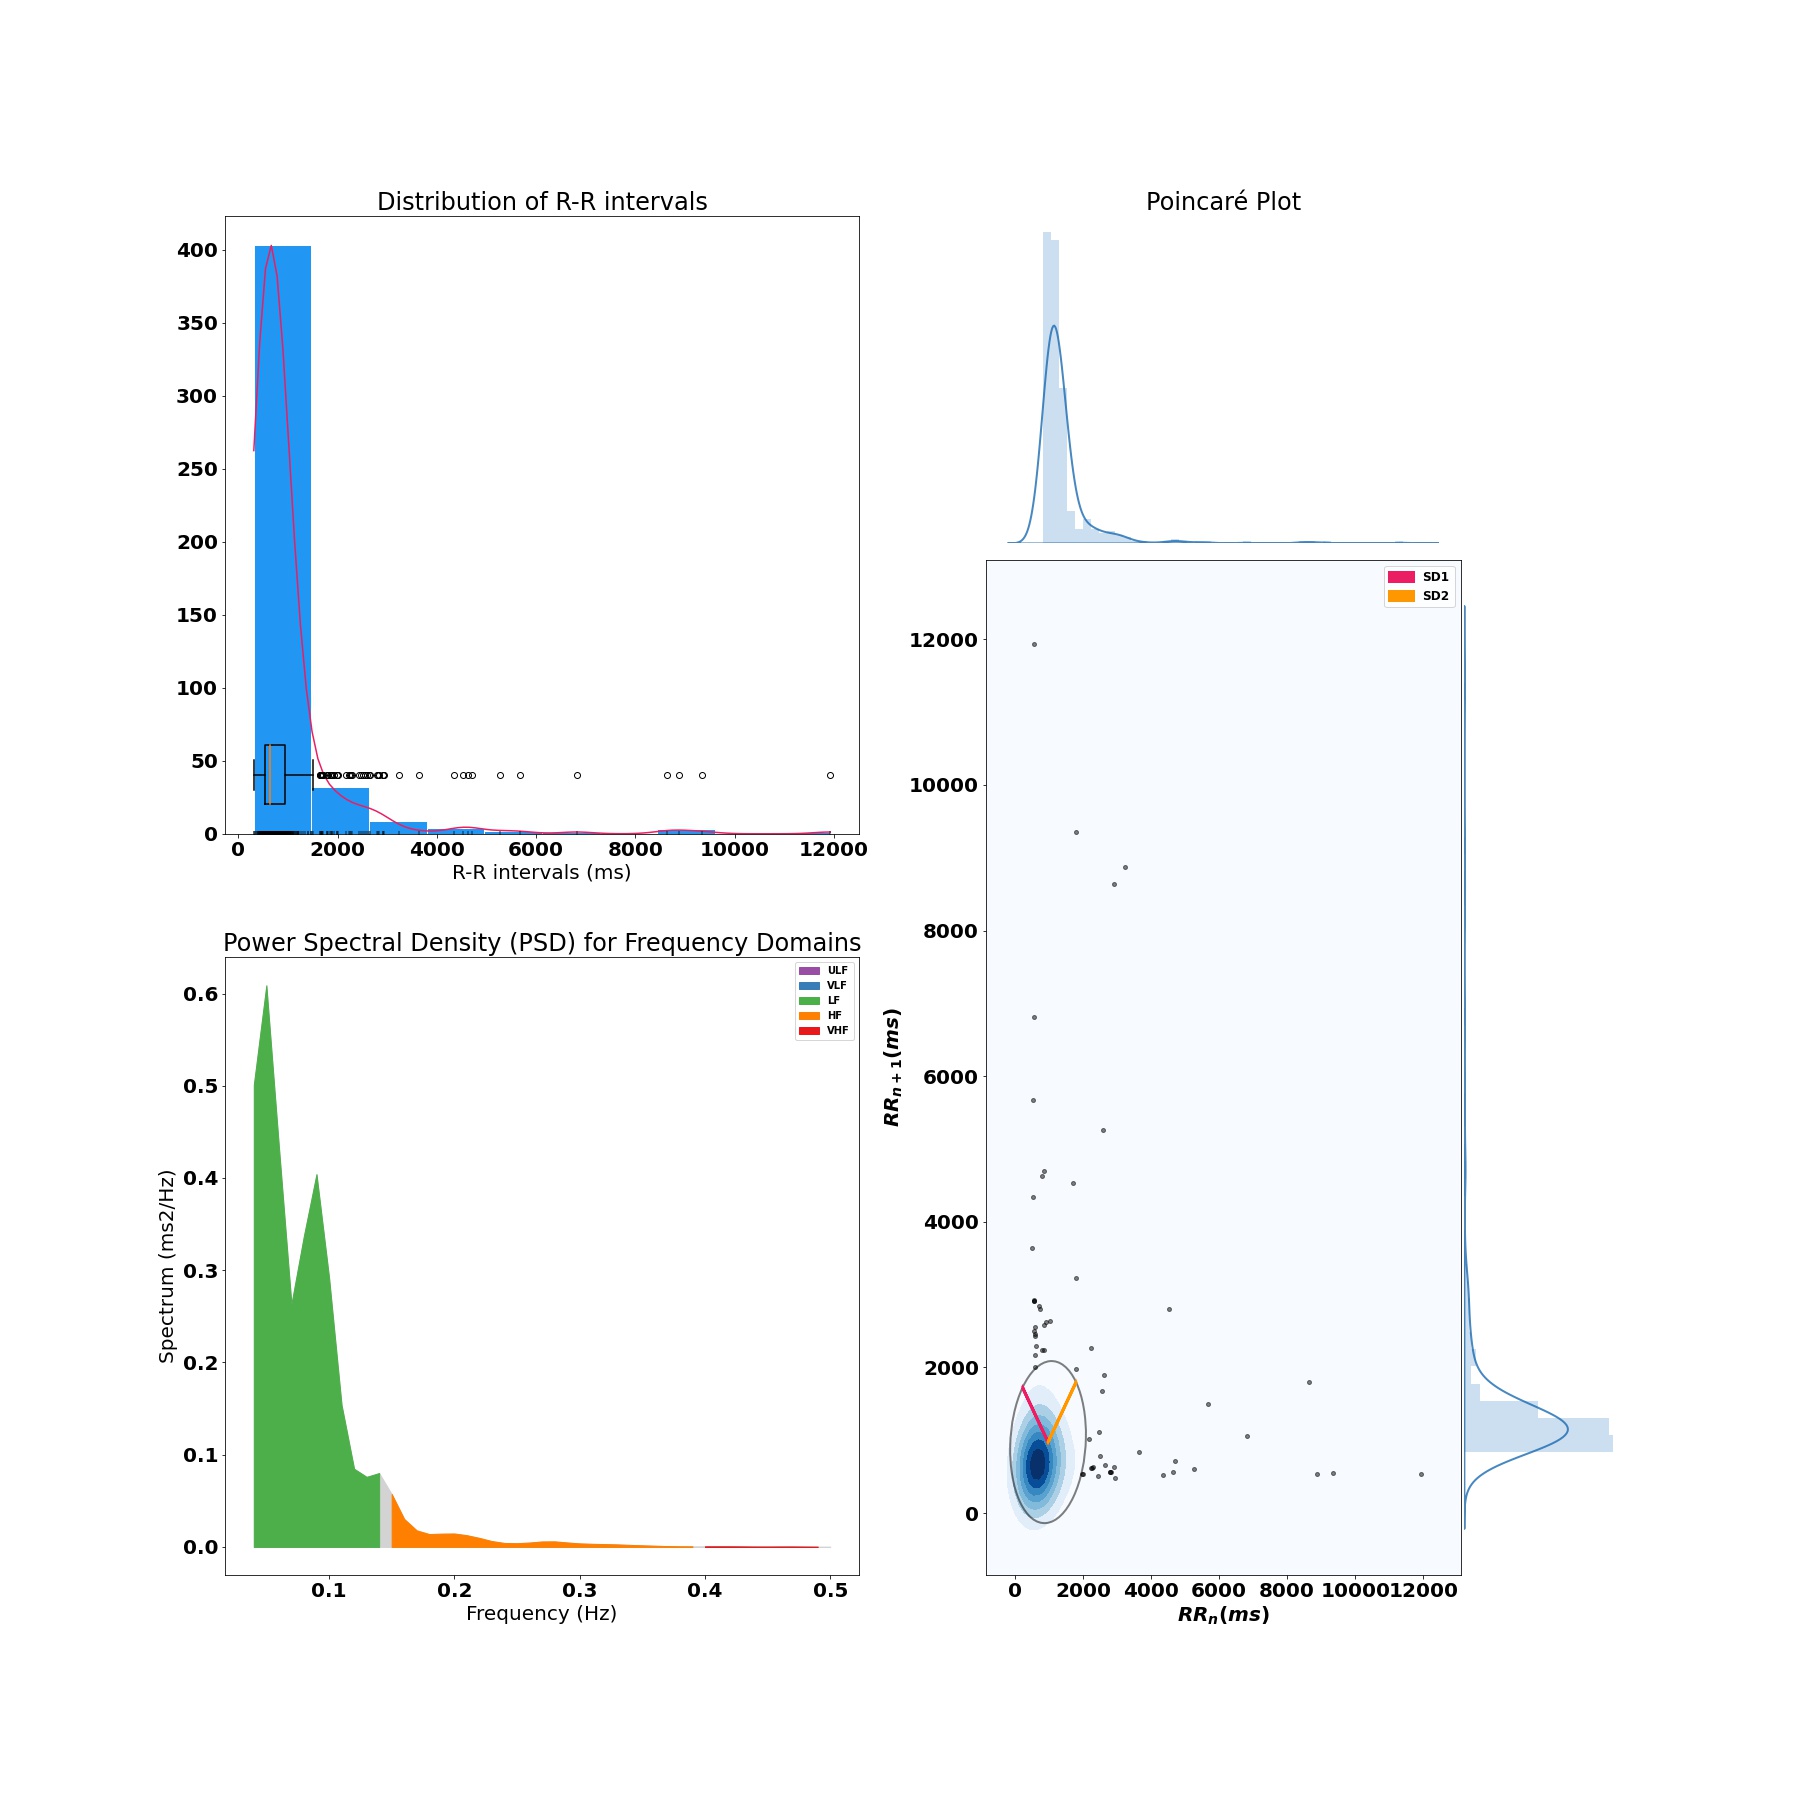 Distribution of R-R intervals
400
350
300
250
200
150
100
50
0
0 2000 4000 6000 8000 10000 12000
R-R intervals (ms)
Power Spectral Density (PSD) for Frequency Domains
ULF
VLF
LF
HF
VHF
0.6
0.5
0.4
0.3
0.2
0.1
0.0
Spectrum (ms2/Hz)
0.1 0.2 0.3 0.4 0.5
Frequency (Hz)
Poincaré Plot
SD1
SD2
12000
10000
8000
6000
4000
2000
0
RRn+1(ms)
0 2000 4000 6000 8000 10000 12000
RRn(ms)